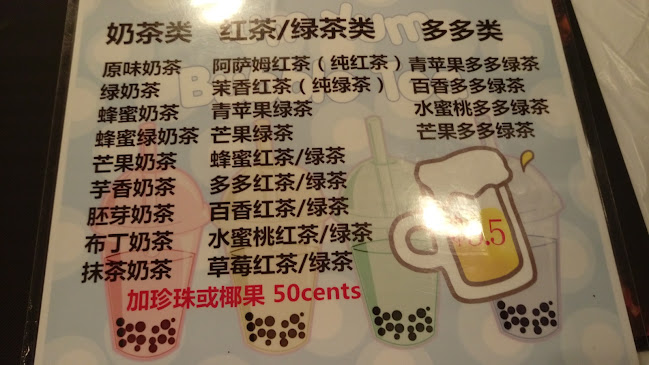 奶茶类 红茶/绿茶类 多多类
原味奶茶 阿萨姆红茶（纯红茶） 青苹果多多绿茶
绿奶茶 茉香红茶（纯绿茶） 百香多多绿茶
蜂蜜奶茶 青苹果绿茶 水蜜桃多多绿茶
蜂蜜绿奶茶 芒果绿茶 芒果多多绿茶
芒果奶茶 蜂蜜红茶/绿茶
芋香奶茶 多多红茶/绿茶
胚芽奶茶 百香红茶/绿茶
布丁奶茶 水蜜桃红茶/绿茶
抹茶奶茶 草莓红茶/绿茶
加珍珠或椰果 50cents